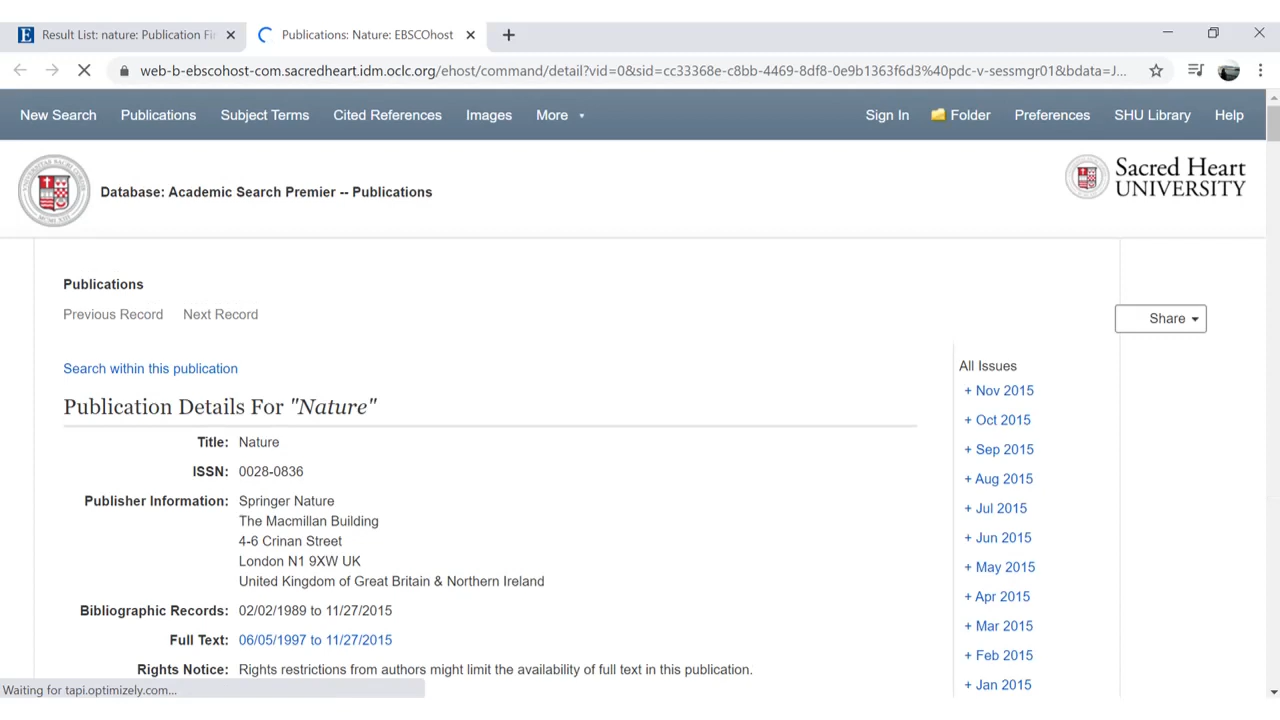 Result List: nature: Publication Fi
Publications: Nature: EBSCOhost
web-b-ebscohost-com.sacredheart.idm.oclc.org/ehost/command/detail?vid=0&sid=cc33368e-c8bb-4469-8df8-0e9b1363f6d3%40pdc-v-sessmgr01&bdata=J...
New Search Publications Subject Terms Cited References Images More Sign In Folder Preferences SHU Library Help
Database: Academic Search Premier -- Publications
Sacred Heart
UNIVERSITY
Publications
Previous Record Next Record
Share
Search within this publication
Publication Details For "Nature"
Title: Nature
ISSN: 0028-0836
Publisher Information: Springer Nature
The Macmillan Building
4-6 Crinan Street
London N1 9XW UK
United Kingdom of Great Britain & Northern Ireland
Bibliographic Records: 02/02/1989 to 11/27/2015
Full Text: 06/05/1997 to 11/27/2015
Rights Notice: Rights restrictions from authors might limit the availability of full text in this publication.
All Issues
+ Nov 2015
+ Oct 2015
+ Sep 2015
+ Aug 2015
+ Jul 2015
+ Jun 2015
+ May 2015
+ Apr 2015
+ Mar 2015
+ Feb 2015
+ Jan 2015
Waiting for tapi.optimizely.com...